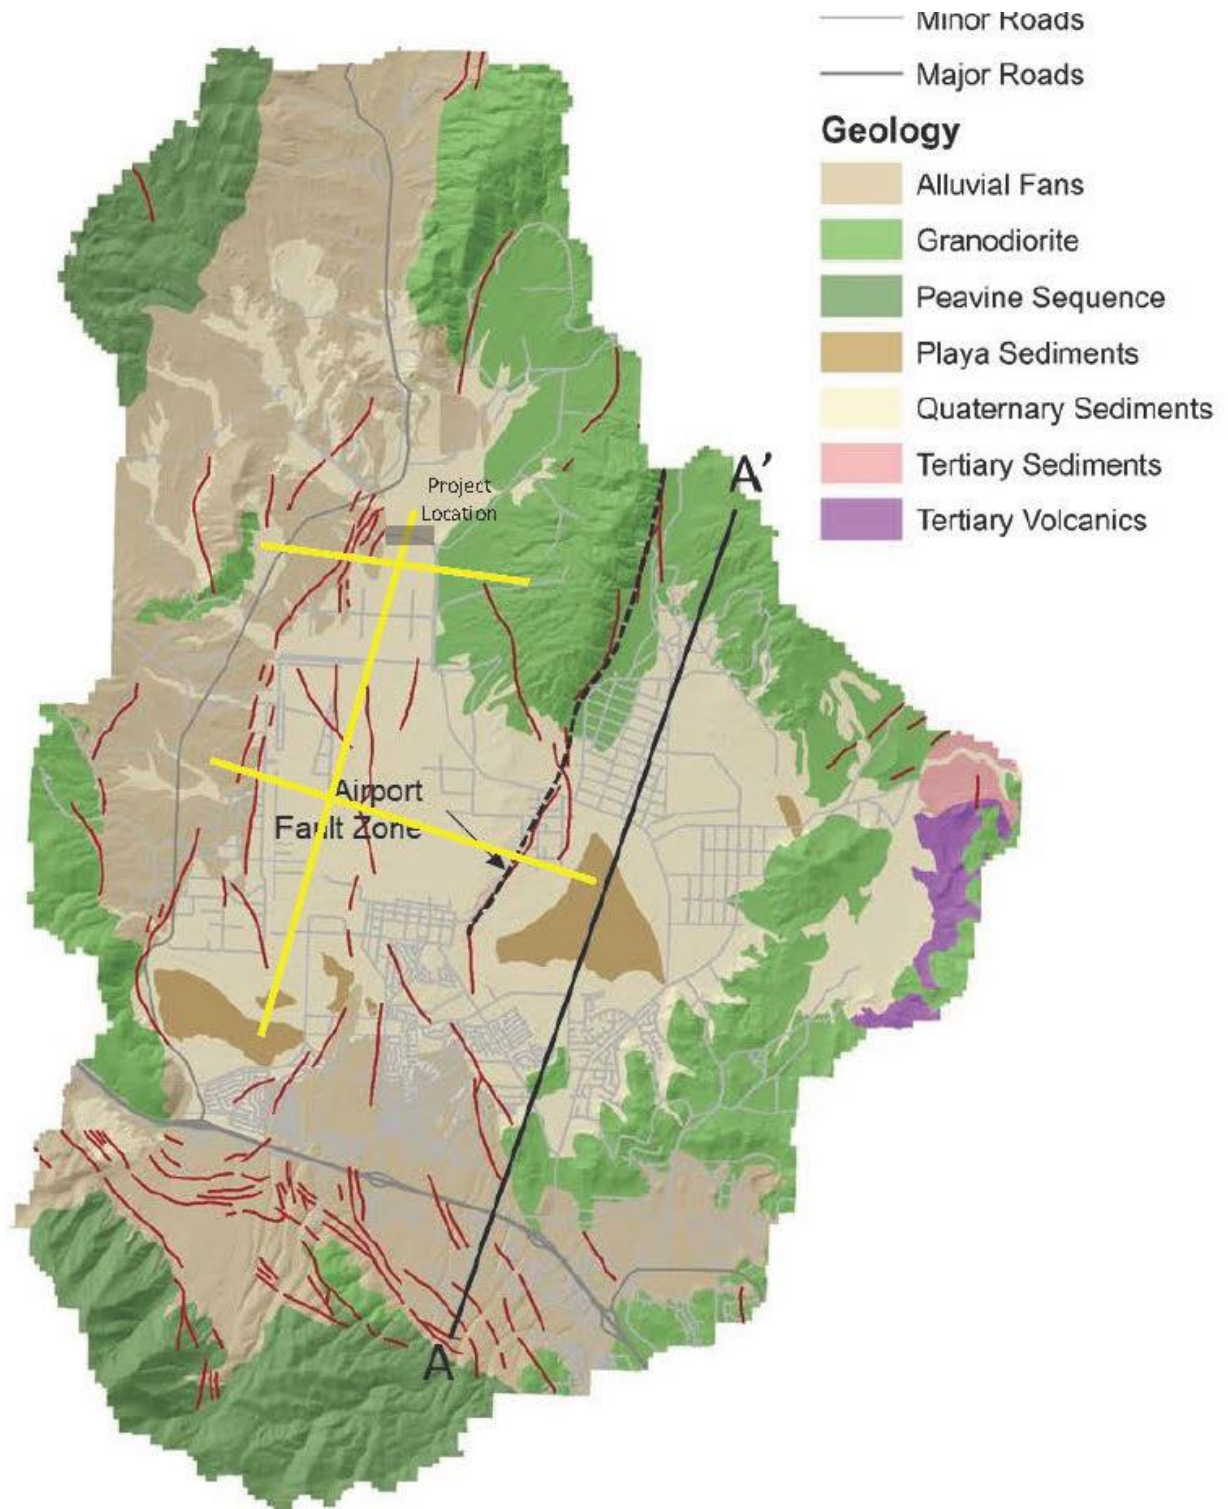 Minor Roads
Major Roads
Geology
Alluvial Fans
Granodiorite
Peavine Sequence
Playa Sediments
Quaternary Sediments
Tertiary Sediments
Tertiary Volcanics
A'
Project
Location
Airport
Fault Zone
A